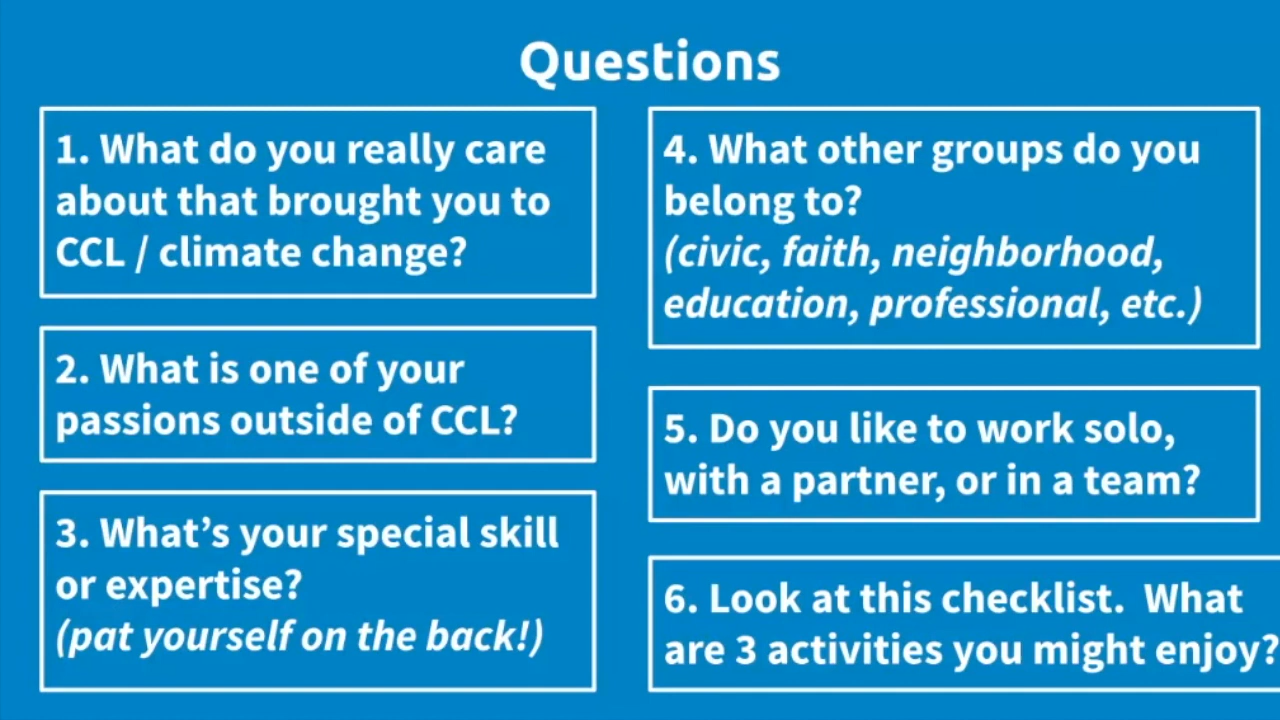 Questions
1. What do you really care
about that brought you to
CCL / climate change?
2. What is one of your
passions outside of CCL?
3. What’s your special skill
or expertise?
(pat yourself on the back!)
4. What other groups do you
belong to?
(civic, faith, neighborhood,
education, professional, etc.)
5. Do you like to work solo,
with a partner, or in a team?
6. Look at this checklist.  What
are 3 activities you might enjoy?